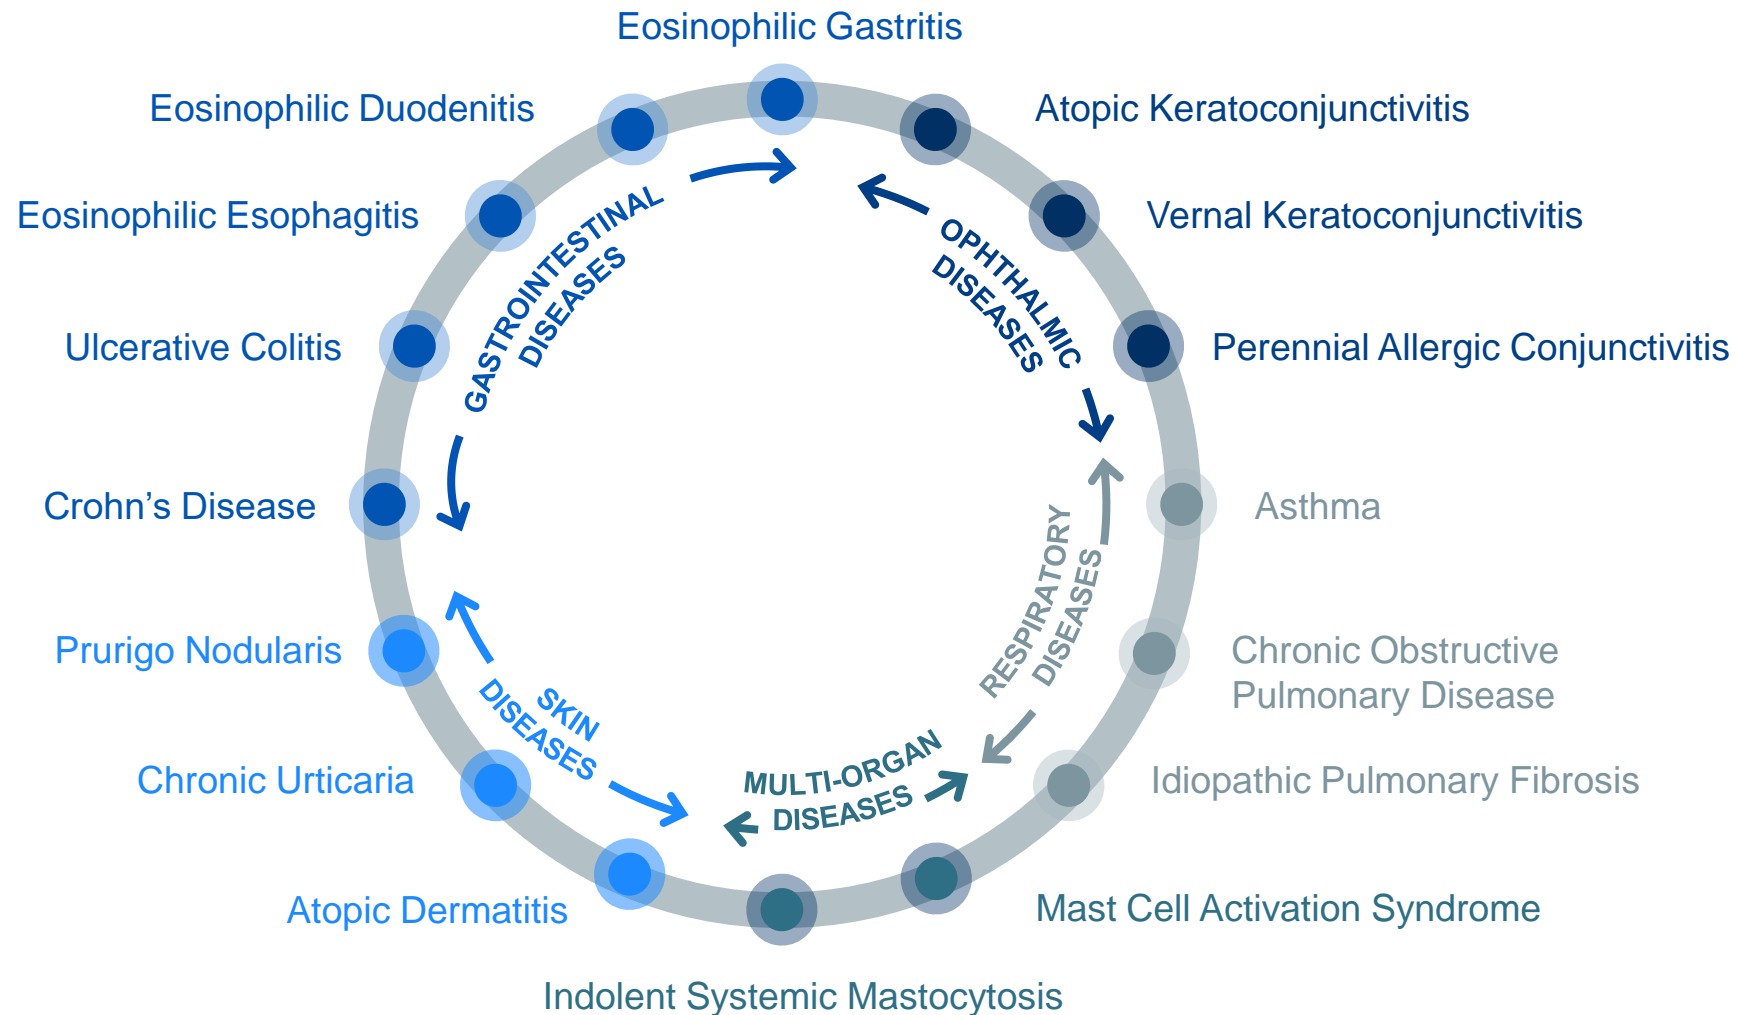 Eosinophilic Gastritis
Eosinophilic Duodenitis
Atopic Keratoconjunctivitis
Eosinophilic Esophagitis
Vernal Keratoconjunctivitis
GASTROINTESTINAL
DISEASES
OPHTHALMIC
DISEASES
Ulcerative Colitis
Perennial Allergic Conjunctivitis
Crohn’s Disease
Asthma
RESPIRATORY
DISEASES
Prurigo Nodularis
Chronic Obstructive
Pulmonary Disease
SKIN
DISEASES
Chronic Urticaria
MULTI-ORGAN
DISEASES
Idiopathic Pulmonary Fibrosis
Atopic Dermatitis
Mast Cell Activation Syndrome
Indolent Systemic Mastocytosis